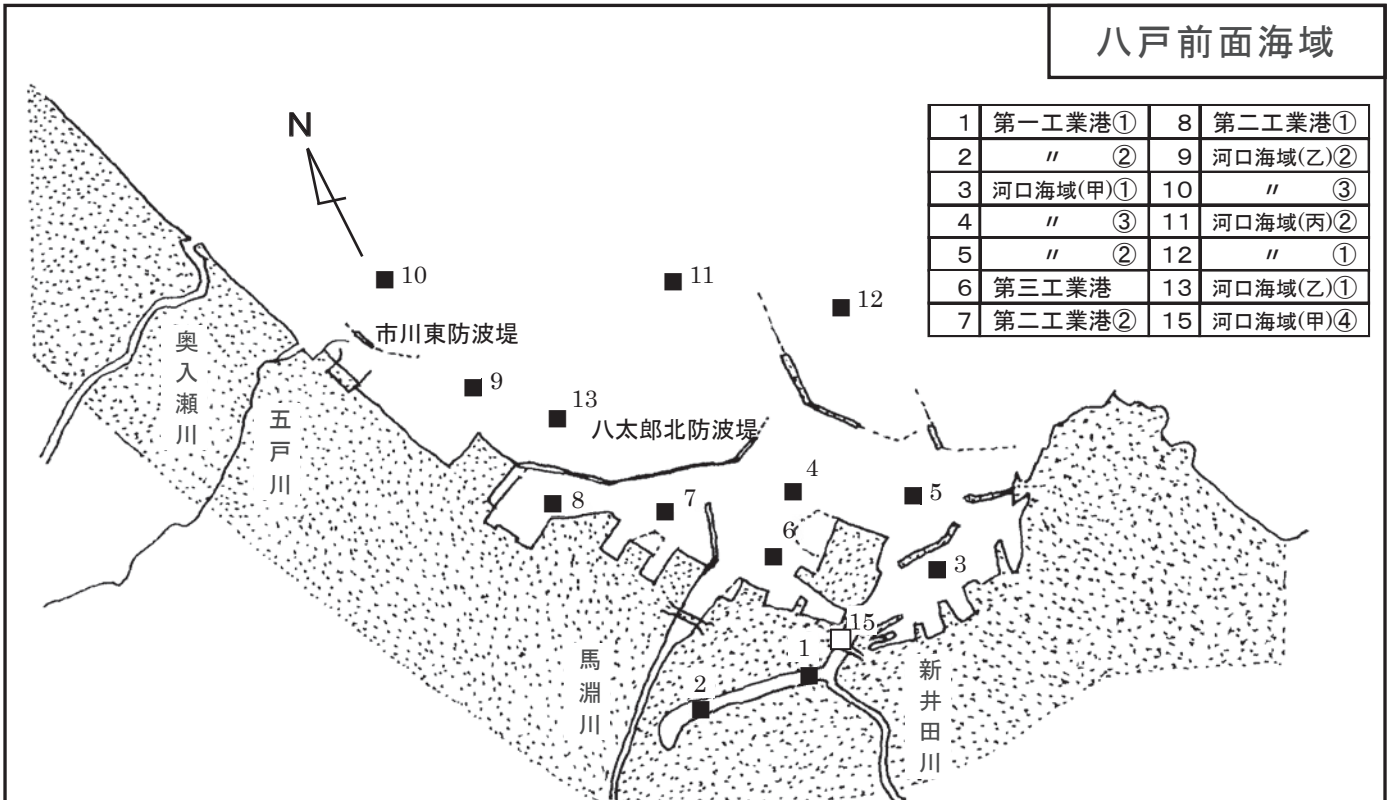 八戸前面海域
N
1 第一工業港① 8 第二工業港①
2 〃 ② 9 河口海域(乙)②
3 河口海域(甲)① 10 〃 ③
4 〃 ③ 11 河口海域(丙)②
5 〃 ② 12 〃 ①
6 第三工業港 13 河口海域(乙)①
7 第二工業港② 15 河口海域(甲)④
10
11
12
市川東防波堤
奥入瀬川
9
13
五戸川
八太郎北防波堤
4
5
8
7
6
3
15
1
馬淵川
2
新井田川